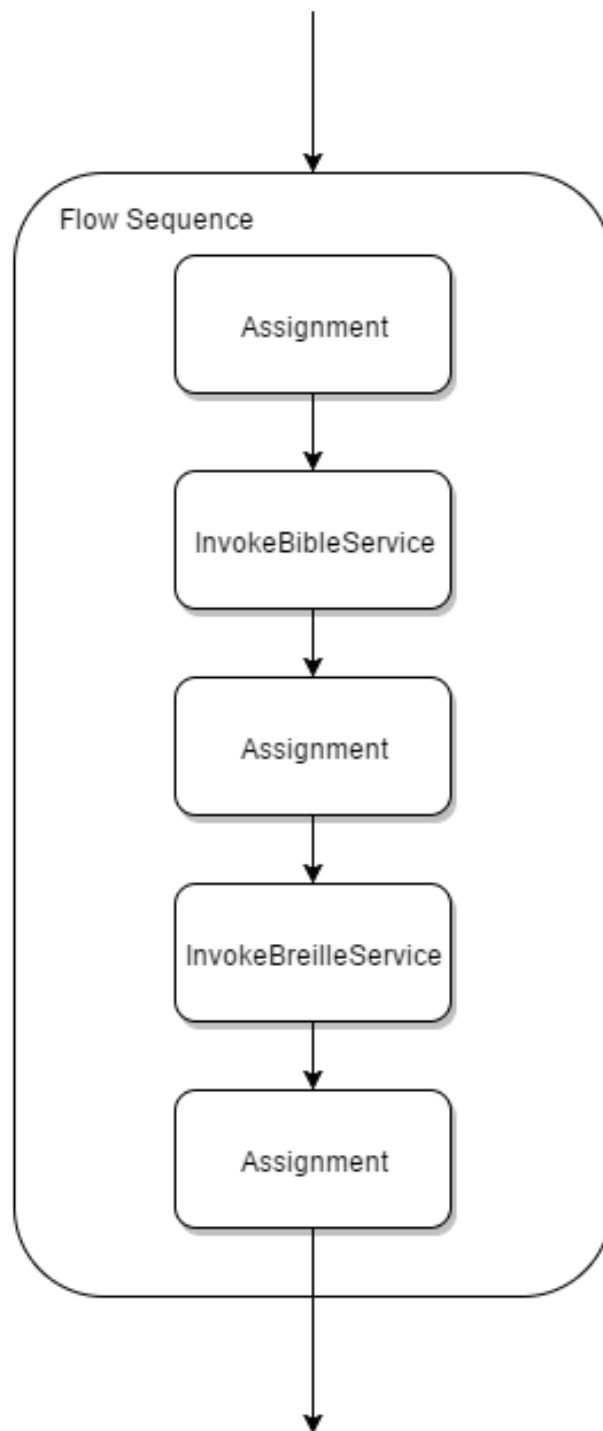 Flow Sequence
Assignment
InvokeBibleService
Assignment
InvokeBreilleService
Assignment